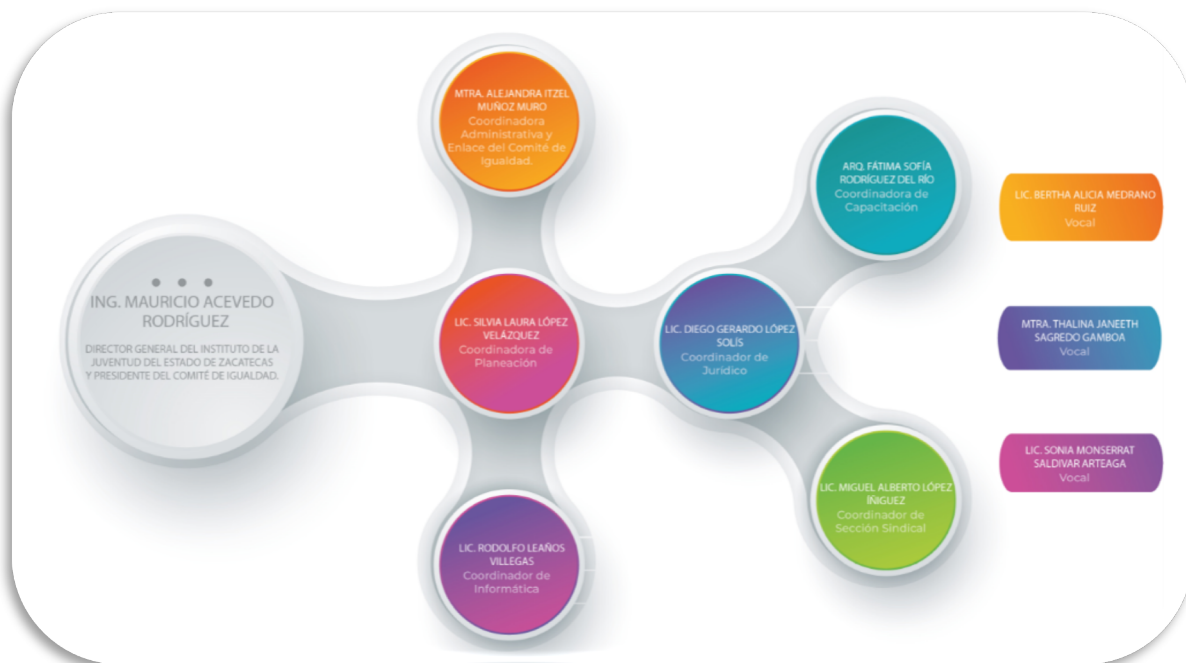 ING. MAURICIO ACEVEDO
RODRÍGUEZ
DIRECTOR GENERAL DEL INSTITUTO DE LA
JUVENTUD DEL ESTADO DE ZACATECAS
Y PRESIDENTE DEL COMITÉ DE IGUALDAD.
MTRA. ALEJANDRA ITZEL
MUÑOZ MURO
Coordinadora
Administrativa y
Enlace del Comité de
Igualdad.
LIC. SILVIA LAURA LÓPEZ
VELÁZQUEZ
Coordinadora de
Planeación
LIC. RODOLFO LEAÑOS
VILLEGAS
Coordinador de
Informática
LIC. DIEGO GERARDO LÓPEZ
SOLÍS
Coordinador de
Jurídico
ARQ. FÁTIMA SOFÍA
RODRÍGUEZ DEL RÍO
Coordinadora de
Capacitación
LIC. MIGUEL ALBERTO LÓPEZ
ÍÑIGUEZ
Coordinador de
Sección Sindical
LIC. BERTHA ALICIA MEDRANO
RUIZ
Vocal
MTRA. THALINA JANEETH
SAGREDO GAMBOA
Vocal
LIC. SONIA MONSERRAT
SALDIVAR ARTEAGA
Vocal